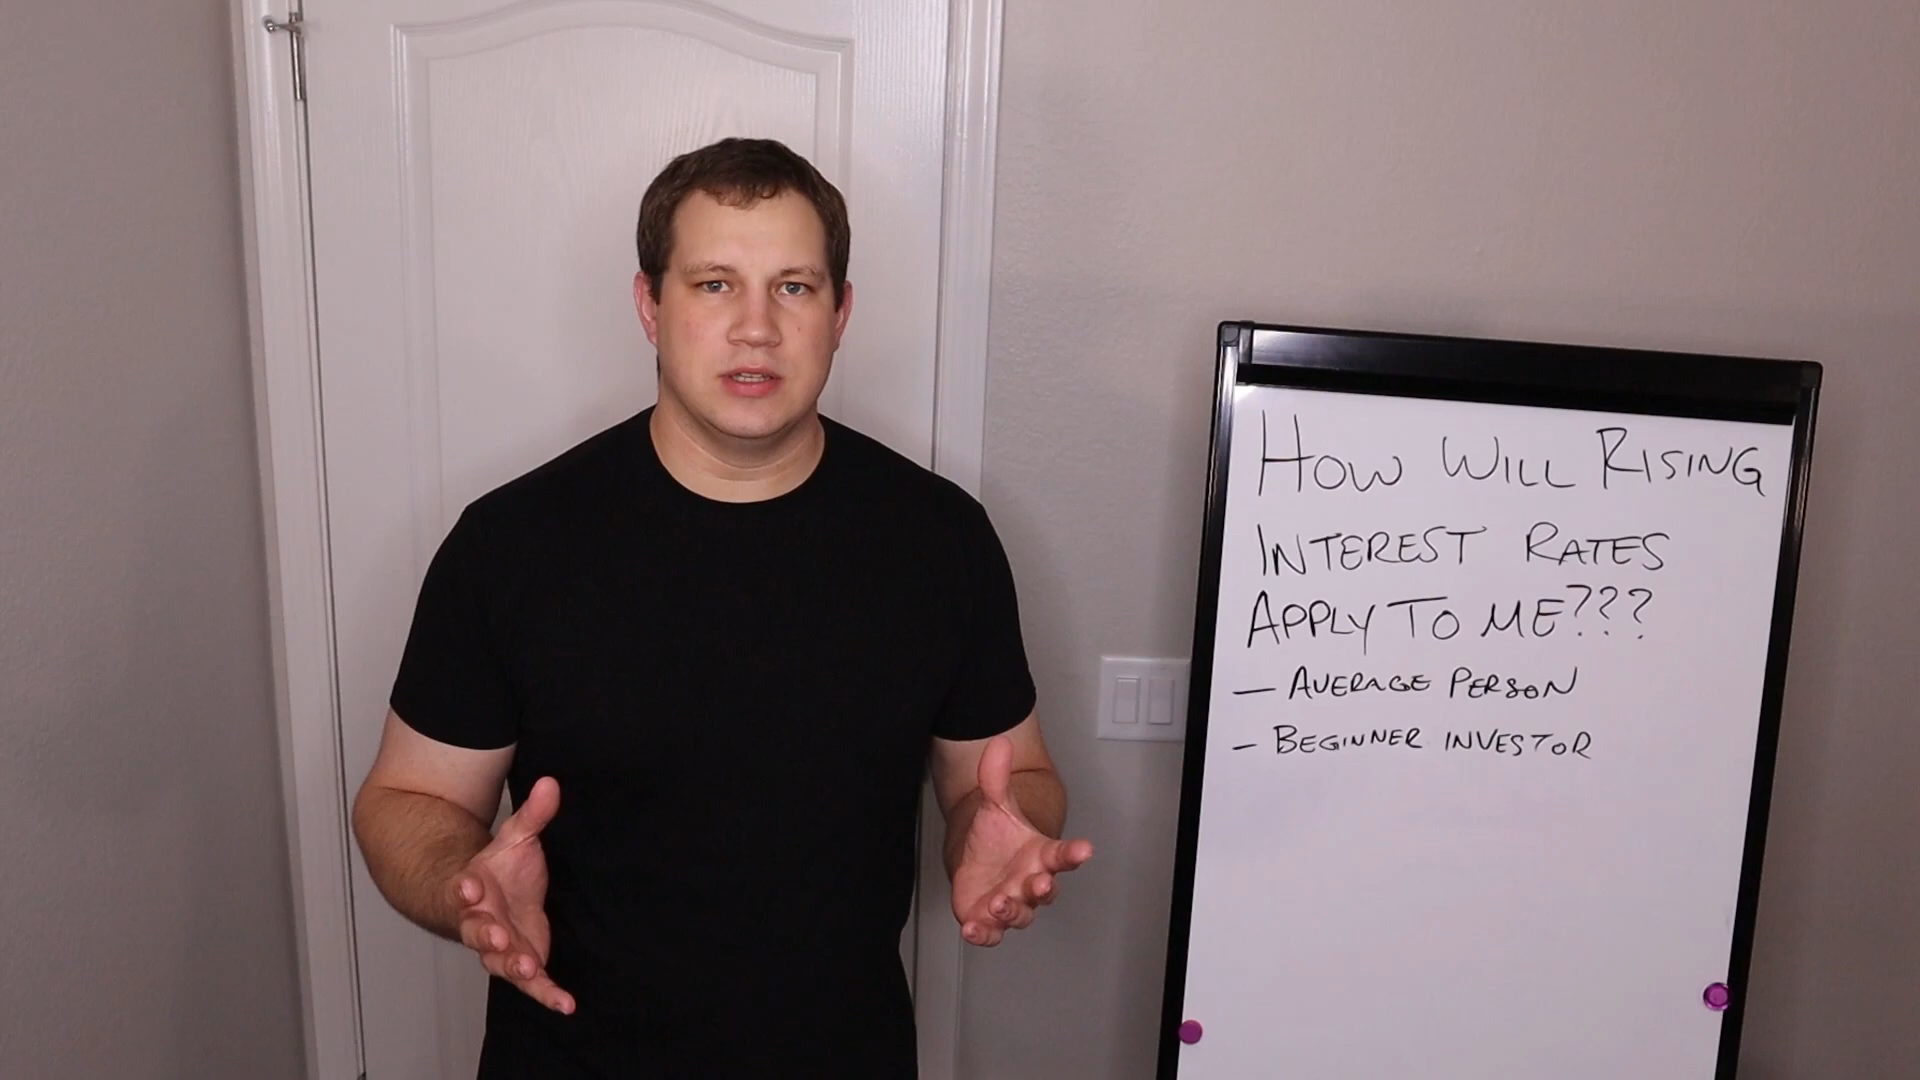 HOW WILL RISING
INTEREST RATES
APPLY TO ME???
- AVERAGE PERSON
- BEGINNER INVESTOR